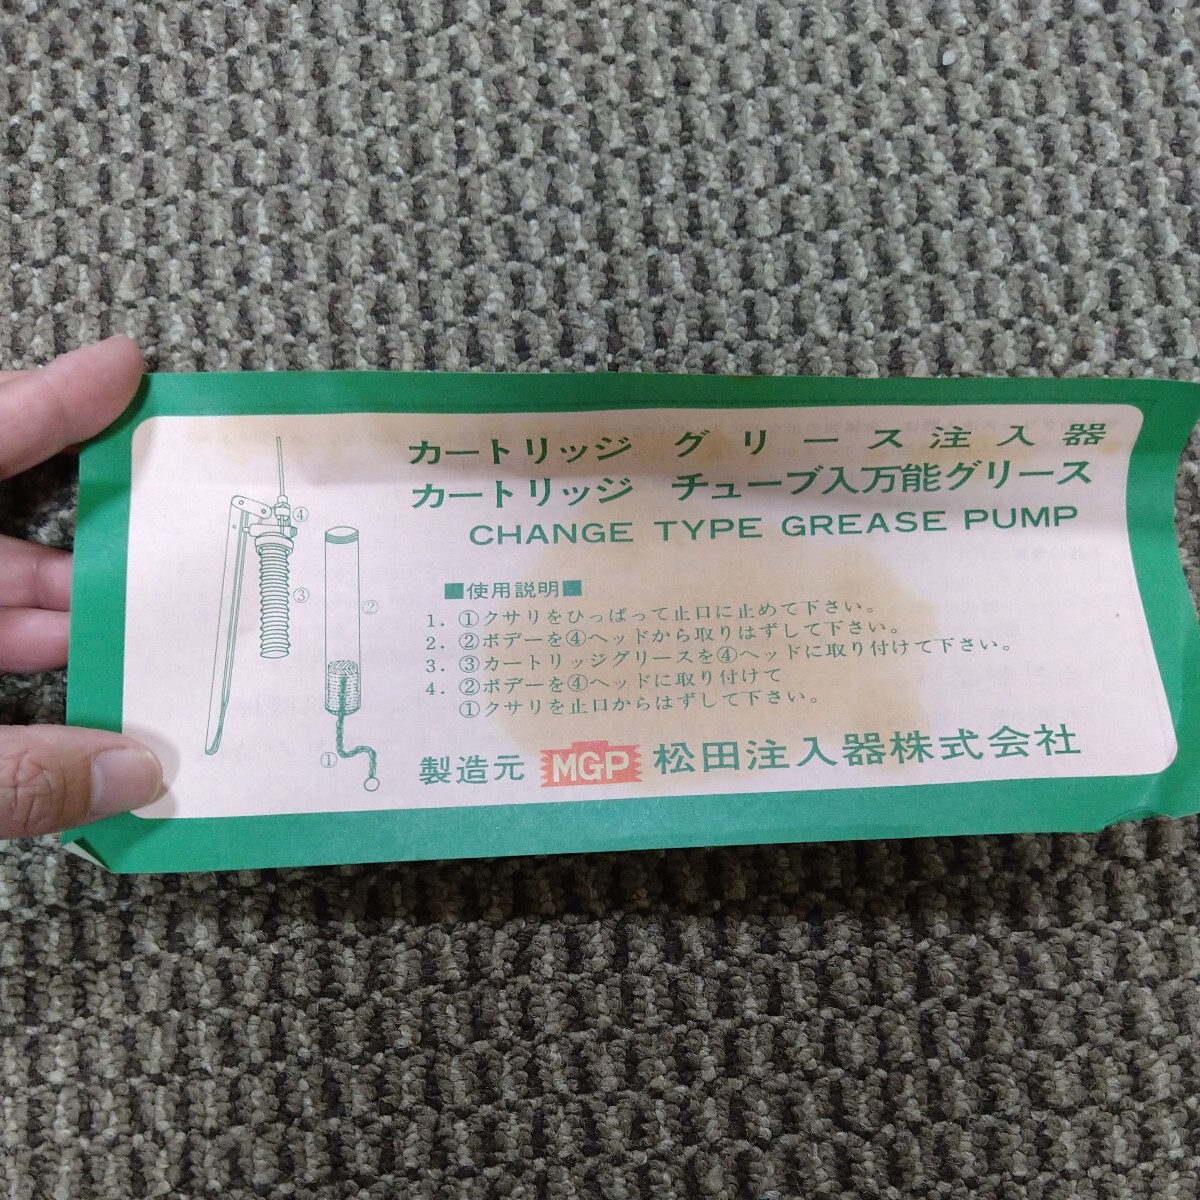 カートリッジ グリース注入器
カートリッジ チューブ入万能グリース
CHANGE TYPE GREASE PUMP
■使用説明■
1. ①クサリをひっぱって止口に止めて下さい。
2. ②ボデーを④ヘッドから取りはずして下さい。
3. ③カートリッジグリースを④ヘッドに取り付けて下さい。
4. ②ボデーを④ヘッドに取り付けて
①クサリを止口からはずして下さい。
製造元 MGP 松田注入器株式会社
④
③
②
①